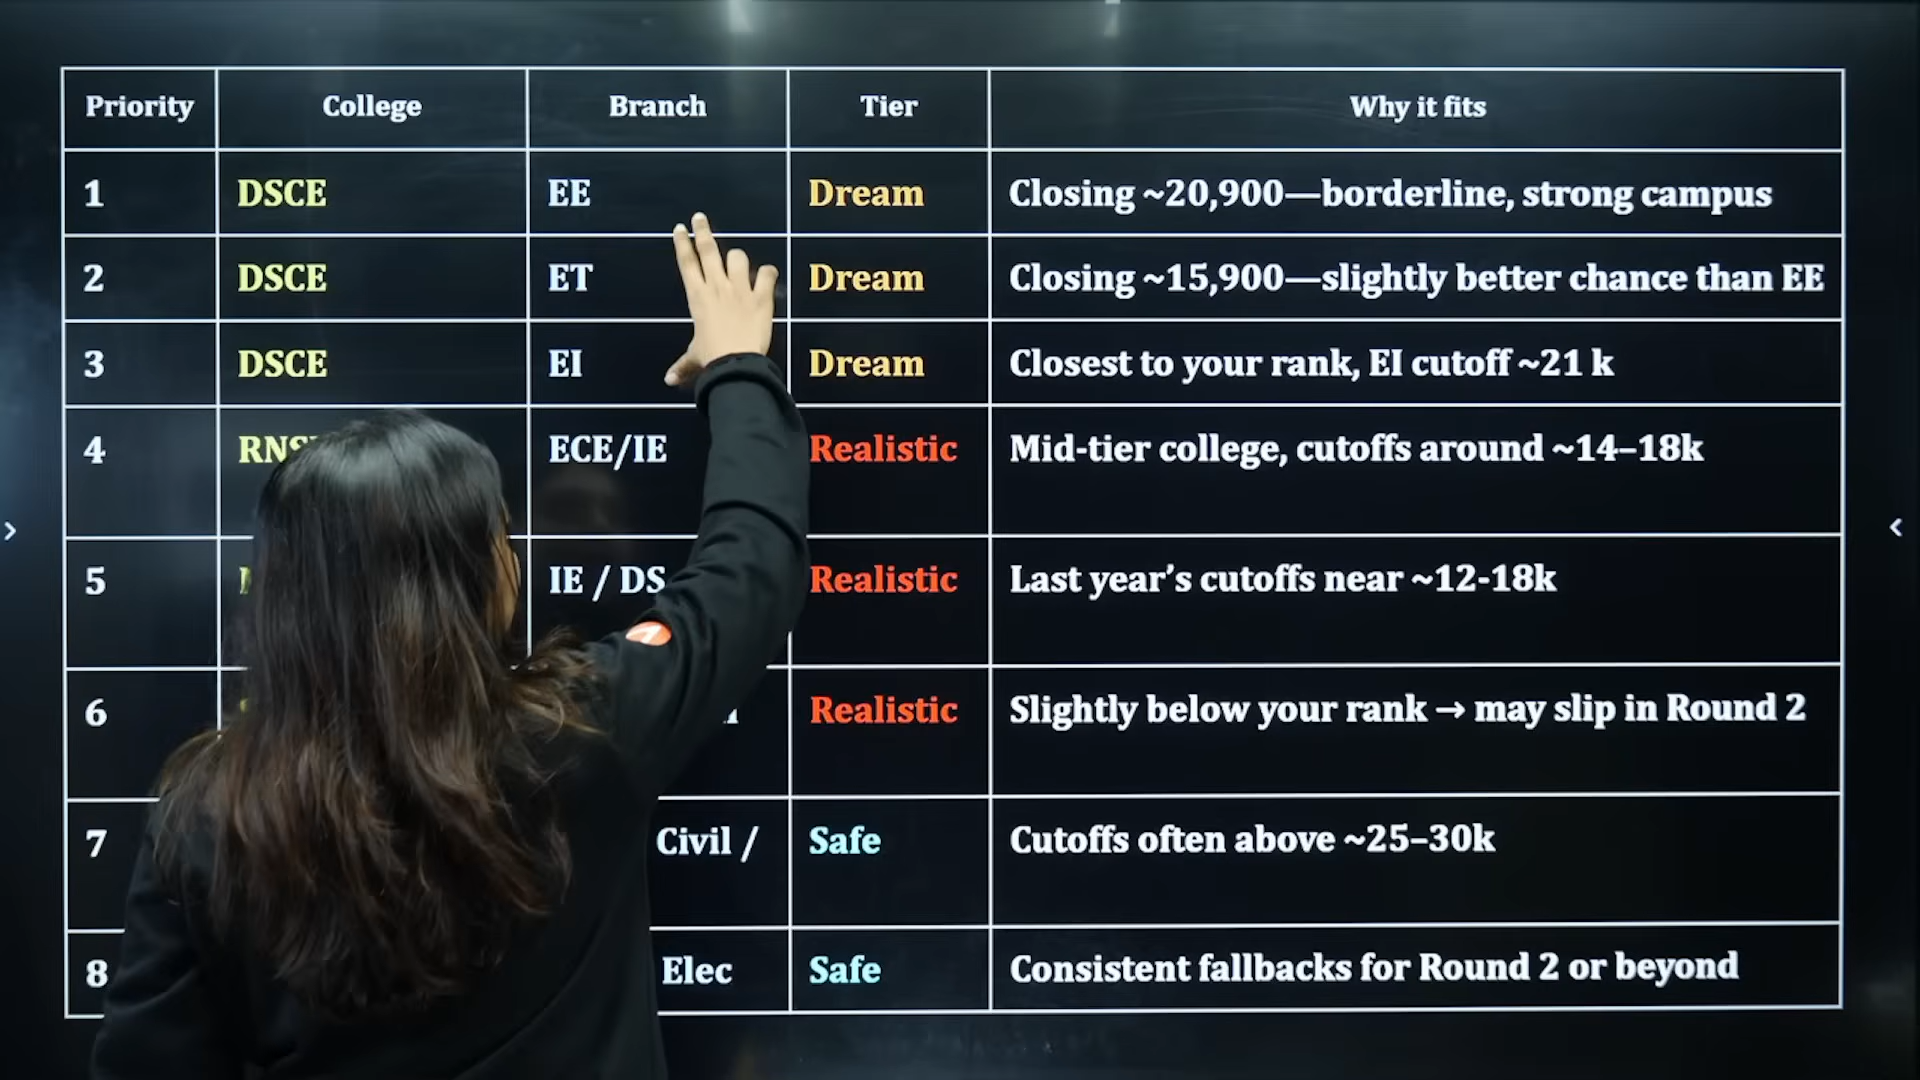 Priority College Branch Tier Why it fits
1 DSCE EE Dream Closing ~20,900—borderline, strong campus
2 DSCE ET Dream Closing ~15,900—slightly better chance than EE
3 DSCE EI Dream Closest to your rank, EI cutoff ~21 k
4 ECE/IE Realistic Mid-tier college, cutoffs around ~14–18k
5 IE / DS Realistic Last year’s cutoffs near ~12-18k
6 Realistic Slightly below your rank → may slip in Round 2
7 Civil / Safe Cutoffs often above ~25–30k
8 Elec Safe Consistent fallbacks for Round 2 or beyond